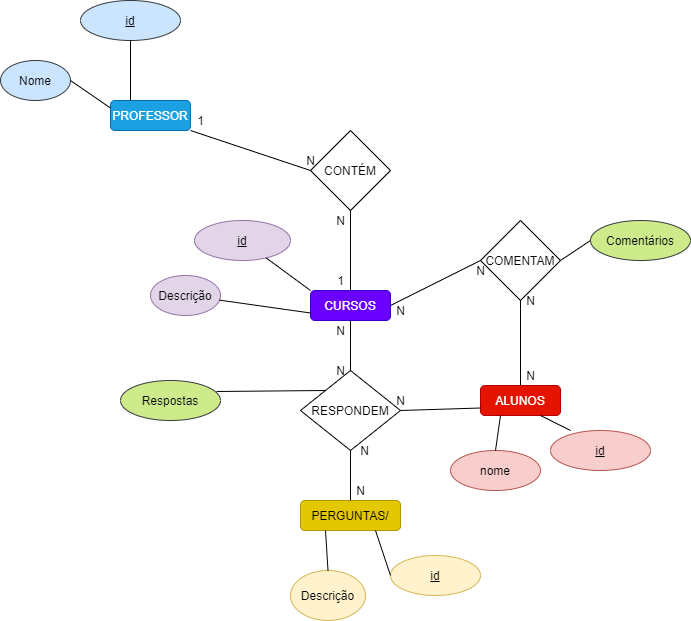 id
Nome
PROFESSOR
1
N
CONTÉM
N
id
Comentários
COMENTAM
N
1
Descrição
CURSOS
N
N
N
N
N
Respostas
RESPONDEM
N
ALUNOS
N
nome
id
N
PERGUNTAS/
id
Descrição